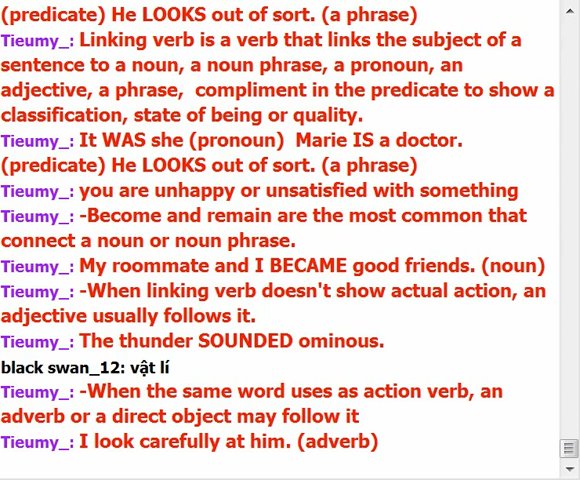 (predicate) He LOOKS out of sort. (a phrase)
Tieumy_: Linking verb is a verb that links the subject of a
sentence to a noun, a noun phrase, a pronoun, an
adjective, a phrase,  compliment in the predicate to show a
classification, state of being or quality.
Tieumy_: It WAS she (pronoun)  Marie IS a doctor.
(predicate) He LOOKS out of sort. (a phrase)
Tieumy_: you are unhappy or unsatisfied with something
Tieumy_: -Become and remain are the most common that
connect a noun or noun phrase.
Tieumy_: My roommate and I BECAME good friends. (noun)
Tieumy_: -When linking verb doesn't show actual action, an
adjective usually follows it.
Tieumy_: The thunder SOUNDED ominous.
black swan_12: vật lí
Tieumy_: -When the same word uses as action verb, an
adverb or a direct object may follow it
Tieumy_: I look carefully at him. (adverb)